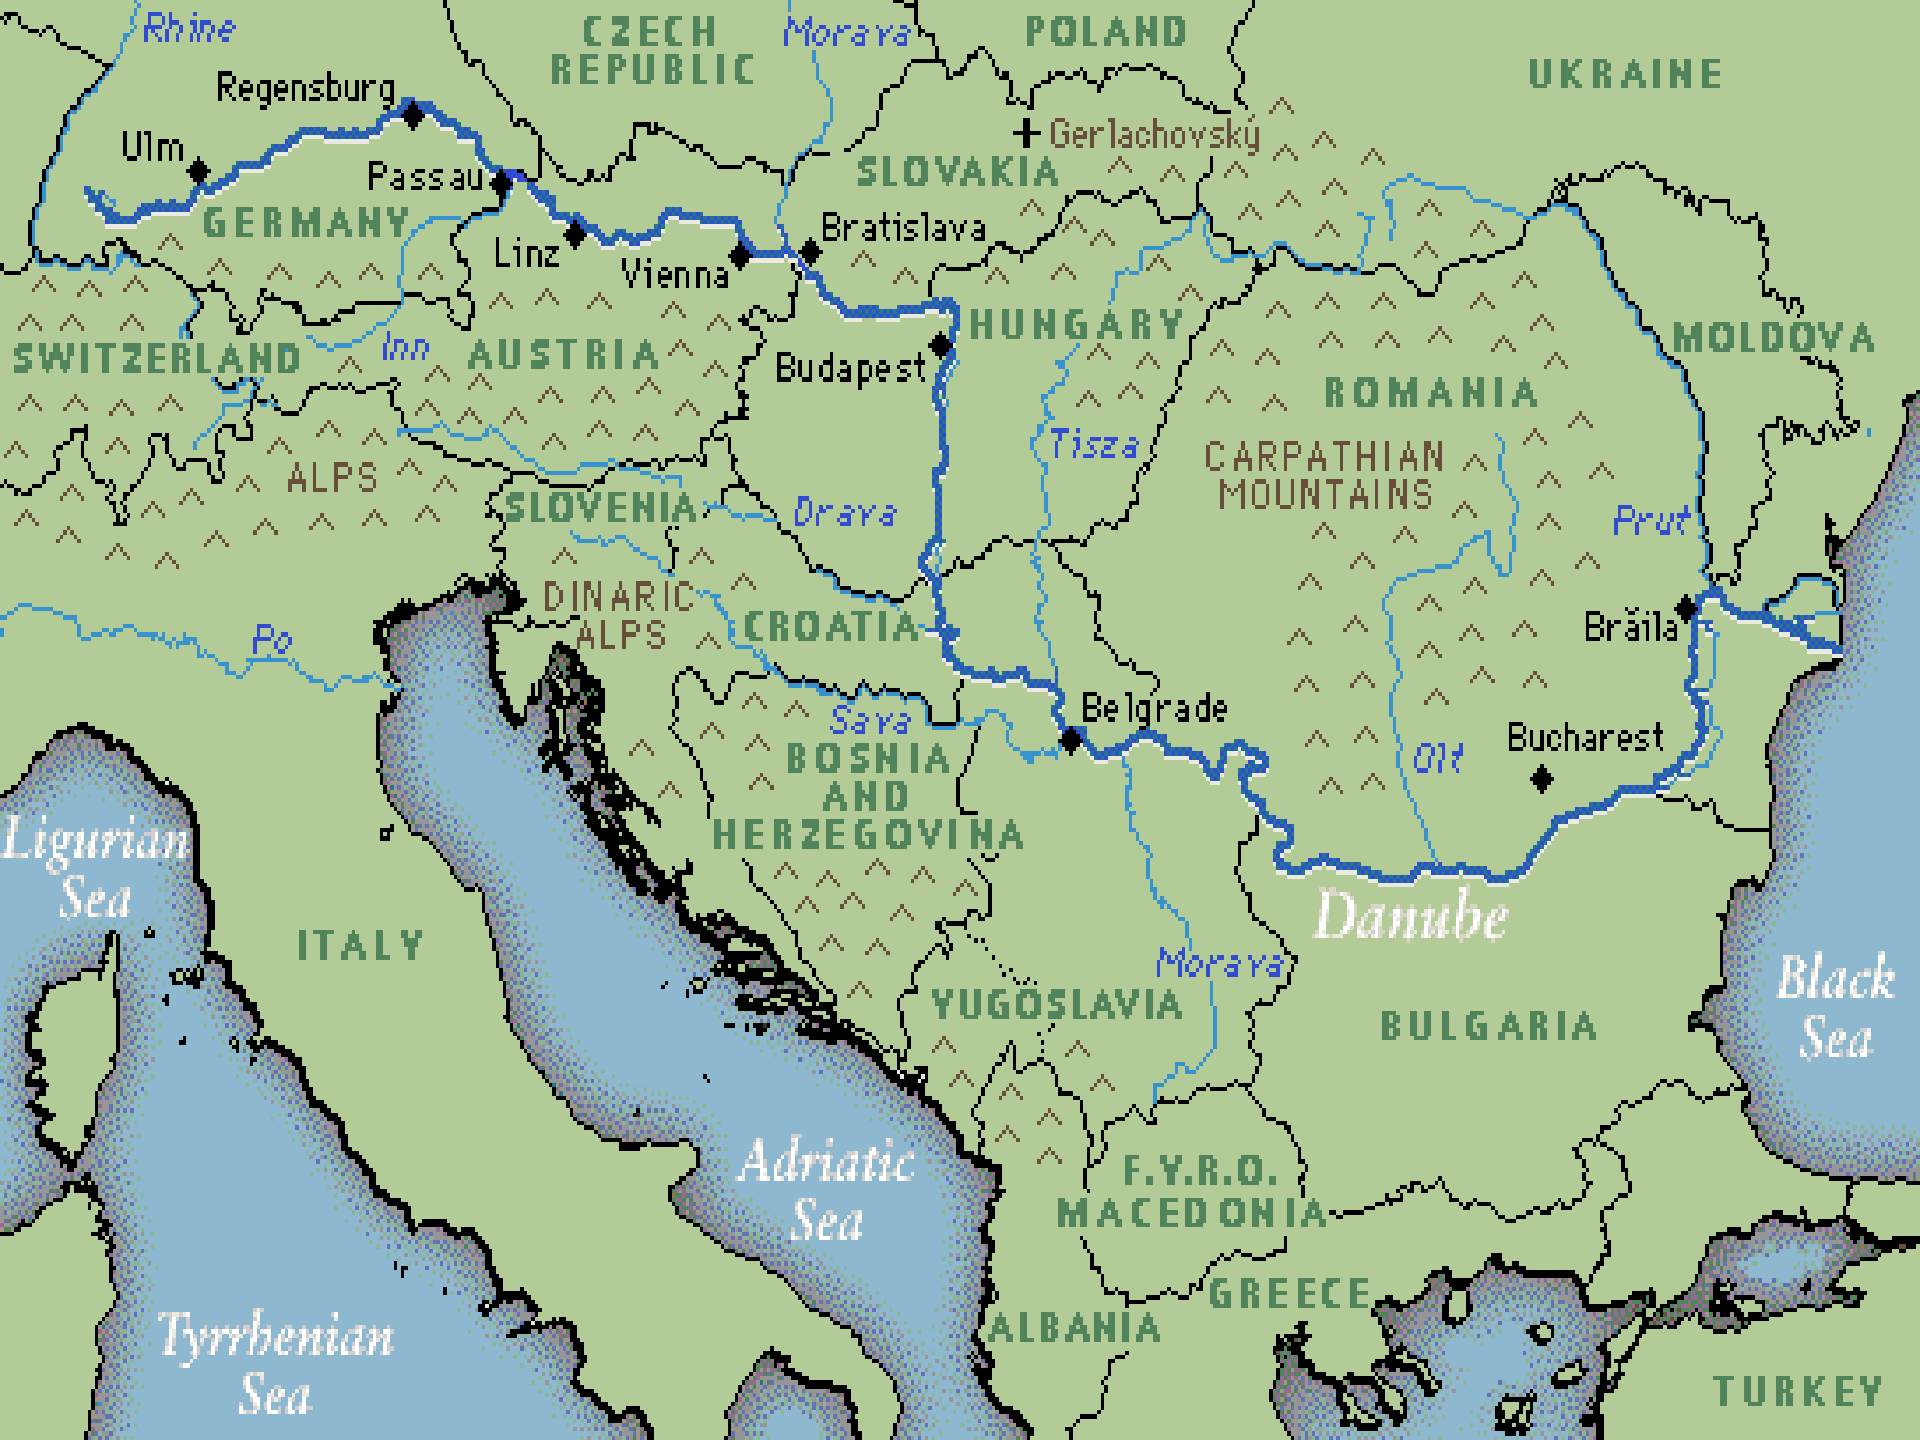 Rhine
CZECH
REPUBLIC
Morava
POLAND
UKRAINE
Regensburg
Ulm
Gerlachovský
Passau
SLOVAKIA
GERMANY
Linz
Vienna
Bratislava
HUNGARY
MOLDOVA
SWITZERLAND
Inn
AUSTRIA
Budapest
ROMANIA
Tisza
CARPATHIAN
MOUNTAINS
ALPS
SLOVENIA
Drava
Prut
DINARIC
ALPS
CROATIA
Po
Brăila
Sava
Belgrade
Bucharest
Olt
BOSNIA
AND
HERZEGOVINA
Ligurian
Sea
Danube
ITALY
Morava
Black
Sea
YUGOSLAVIA
BULGARIA
Adriatic
Sea
F.Y.R.O.
MACEDONIA
GREECE
ALBANIA
Tyrrhenian
Sea
TURKEY